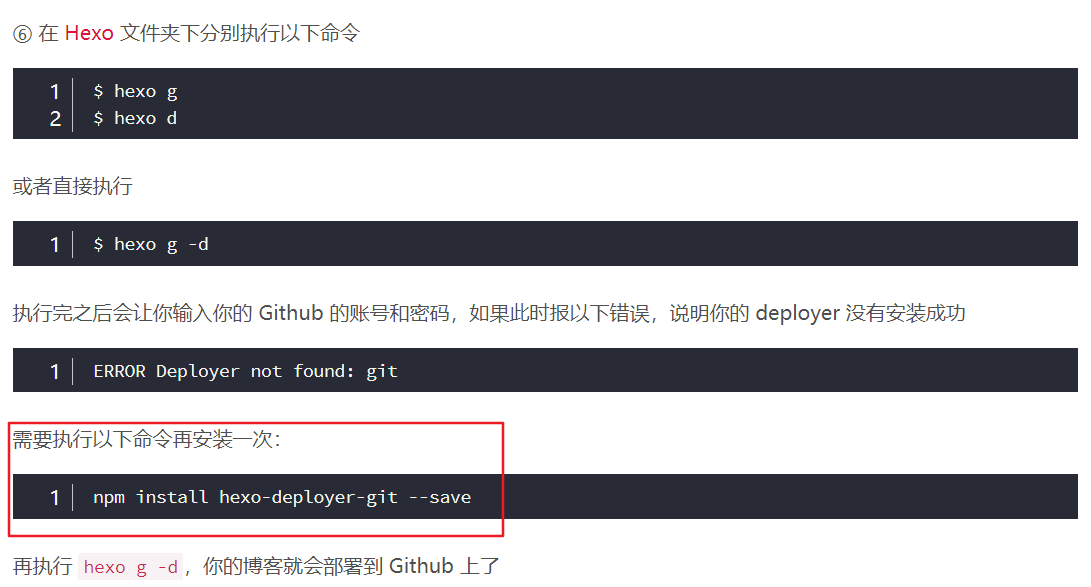 ⑥ 在 Hexo 文件夹下分别执行以下命令
1 $ hexo g
2 $ hexo d
或者直接执行
1 $ hexo g -d
执行完之后会让你输入你的 Github 的账号和密码，如果此时报以下错误，说明你的 deployer 没有安装成功
1 ERROR Deployer not found: git
需要执行以下命令再安装一次：
1 npm install hexo-deployer-git --save
再执行 hexo g -d，你的博客就会部署到 Github 上了